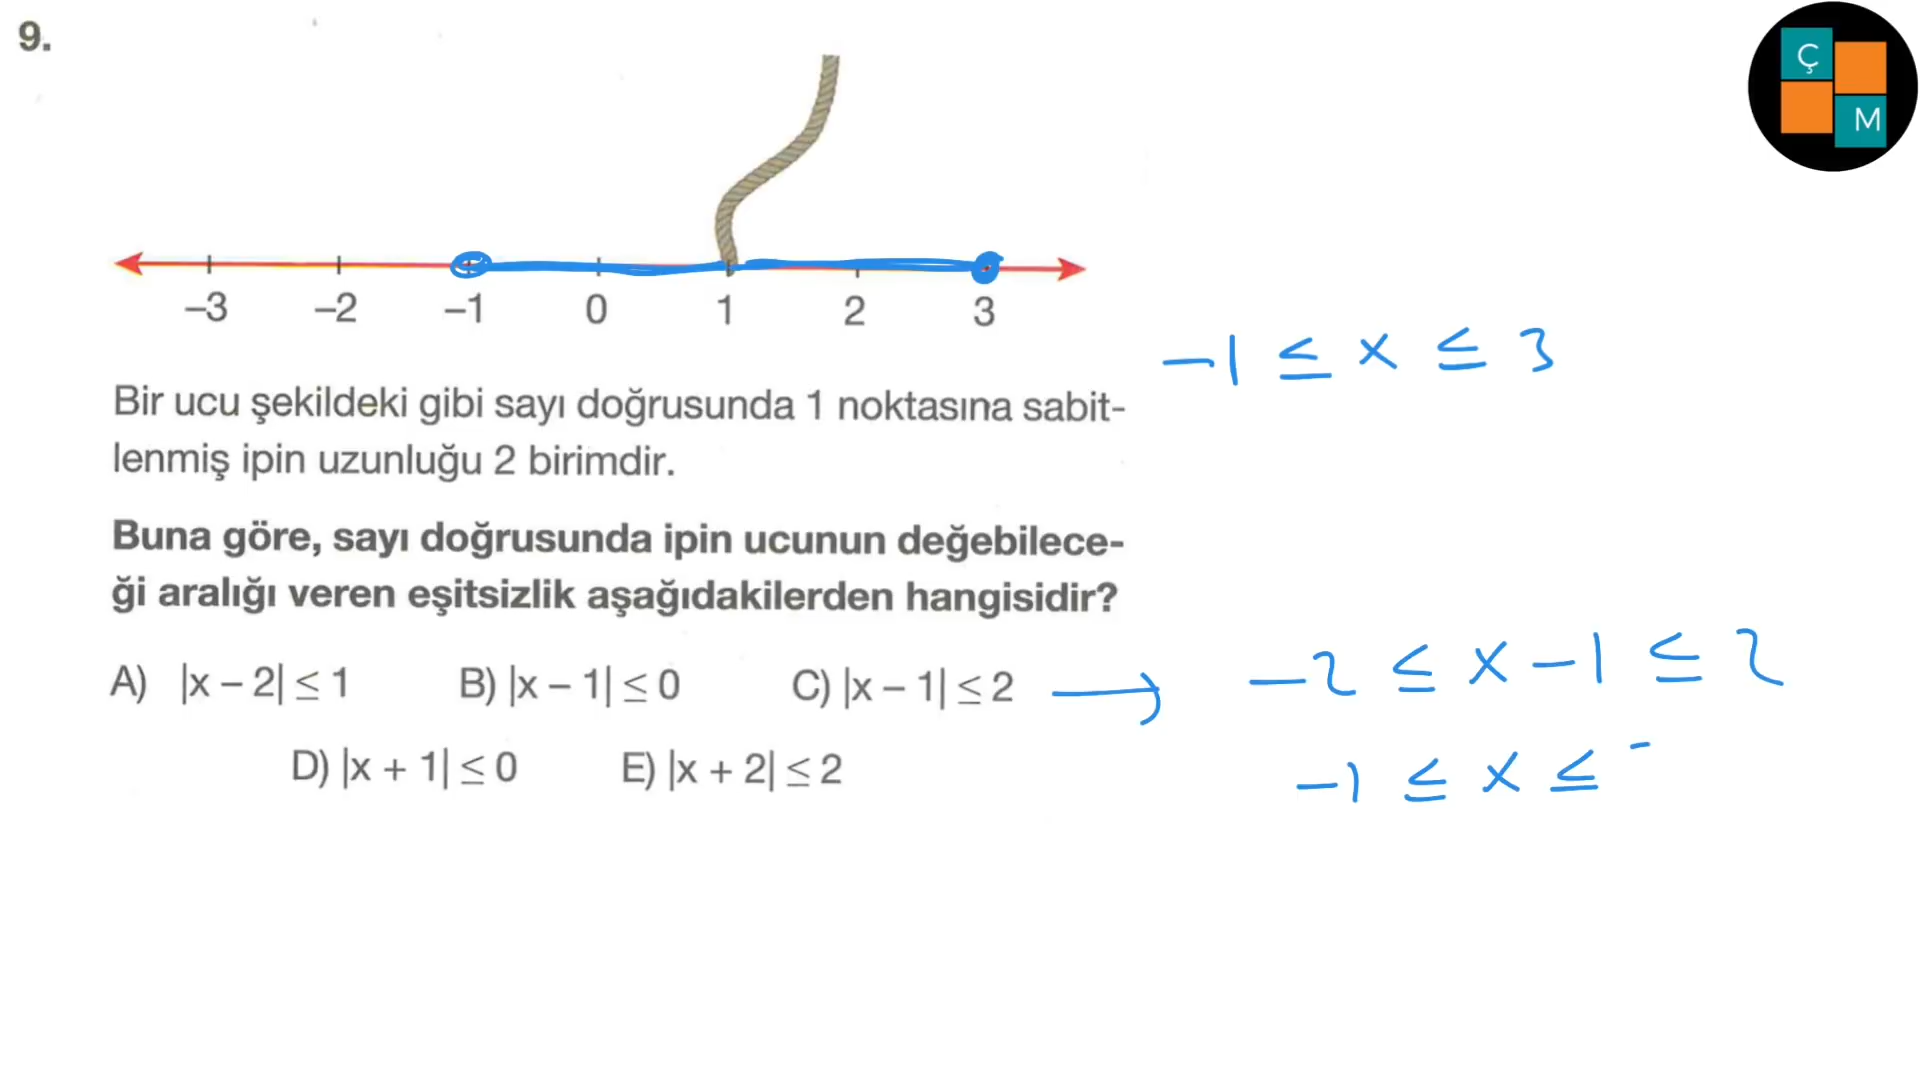 9.
Ç
M
–3 –2 –1 0 1 2 3
-1 ≤ x ≤ 3
Bir ucu şekildeki gibi sayı doğrusunda 1 noktasına sabit-
lenmiş ipin uzunluğu 2 birimdir.
Buna göre, sayı doğrusunda ipin ucunun değebilece-
ği aralığı veren eşitsizlik aşağıdakilerden hangisidir?
A) |x – 2| ≤ 1 B) |x – 1| ≤ 0 C) |x – 1| ≤ 2 → -2 ≤ x - 1 ≤ 2
D) |x + 1| ≤ 0 E) |x + 2| ≤ 2
-1 ≤ x ≤